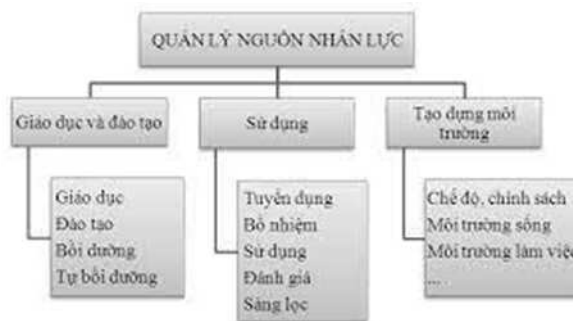 QUẢN LÝ NGUỒN NHÂN LỰC
Giáo dục và đào tạo
Sử dụng
Tạo dựng môi
trường
Giáo dục
Đào tạo
Bồi dưỡng
Tự bồi dưỡng
Tuyển dụng
Bổ nhiệm
Sử dụng
Đánh giá
Sàng lọc
Chế độ, chính sách
Môi trường sống
Môi trường làm việc
...